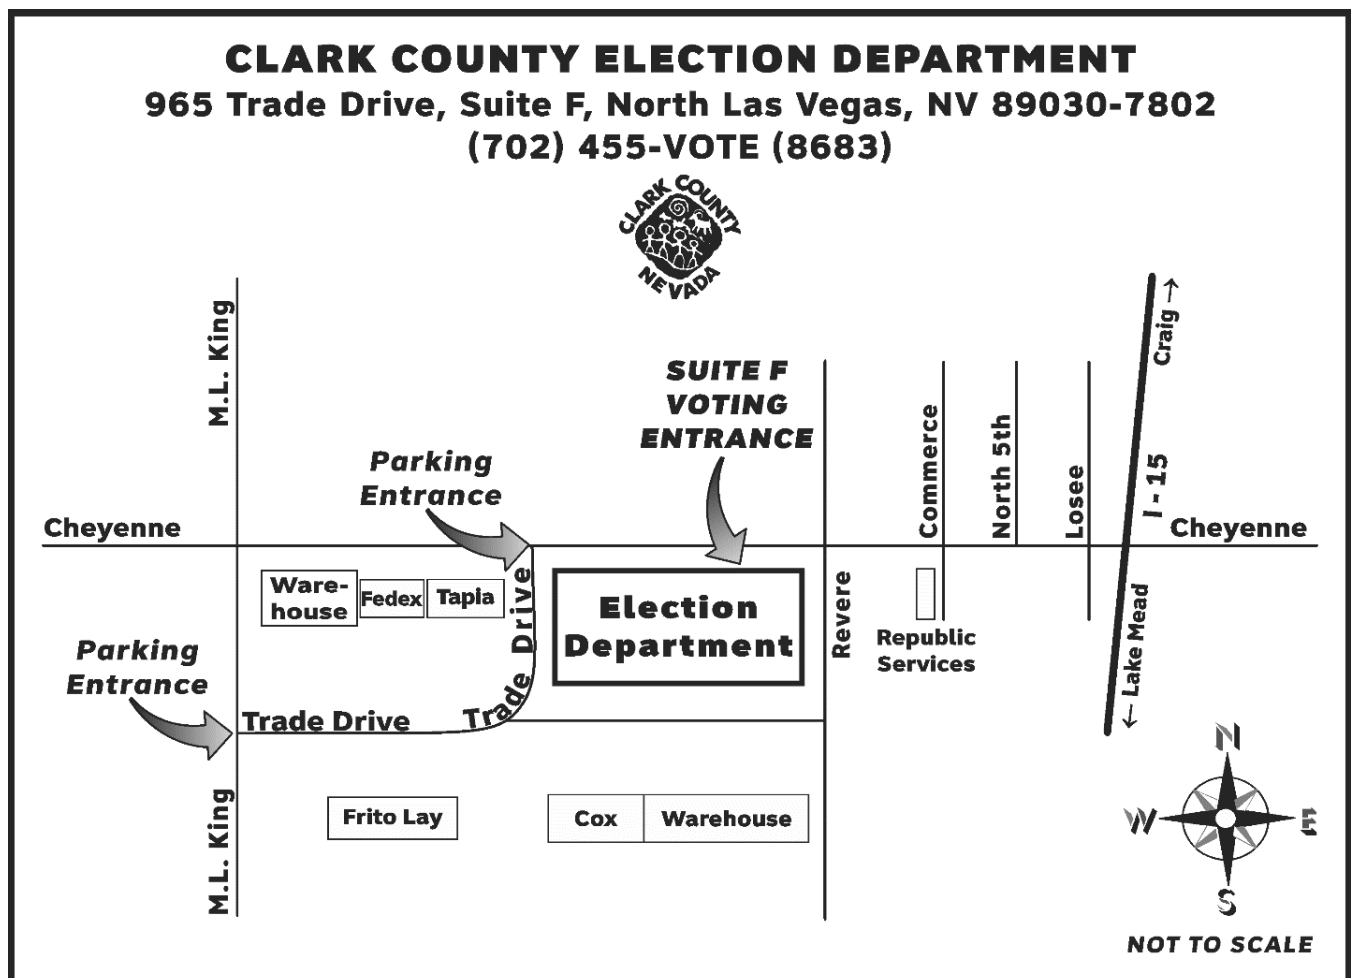 CLARK COUNTY ELECTION DEPARTMENT
965 Trade Drive, Suite F, North Las Vegas, NV 89030-7802
(702) 455-VOTE (8683)
CLARK COUNTY
NEVADA
M.L. King
SUITE F
VOTING
ENTRANCE
Craig →
Parking
Entrance
Commerce
North 5th
Losee
I - 15
Cheyenne
Cheyenne
Ware-
house
Fedex
Tapia
Trade Drive
Election
Department
Revere
Republic
Services
← Lake Mead
Parking
Entrance
Trade Drive
M.L. King
Frito Lay
Cox
Warehouse
N
W
E
S
NOT TO SCALE